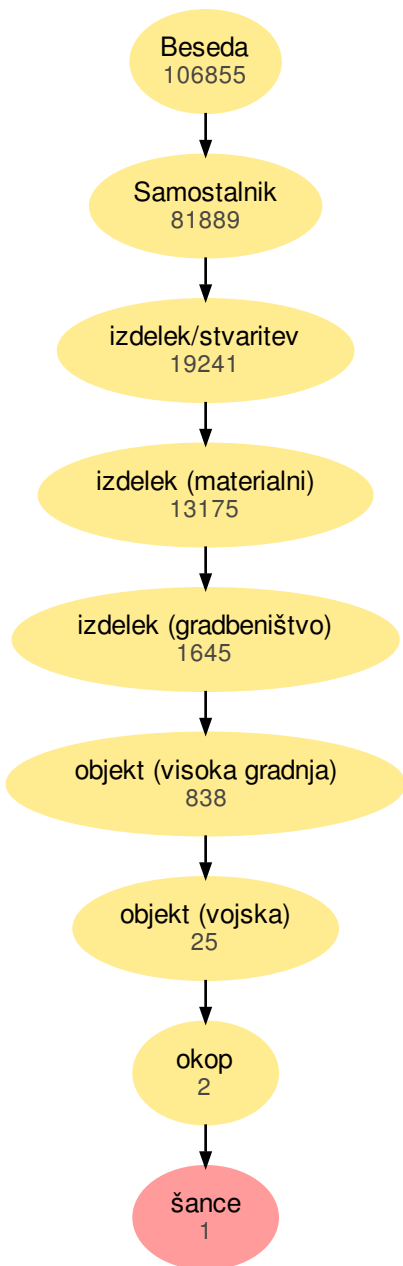 Beseda
106855
Samostalnik
81889
izdelek/stvaritev
19241
izdelek (materialni)
13175
izdelek (gradbeništvo)
1645
objekt (visoka gradnja)
838
objekt (vojska)
25
okop
2
šance
1